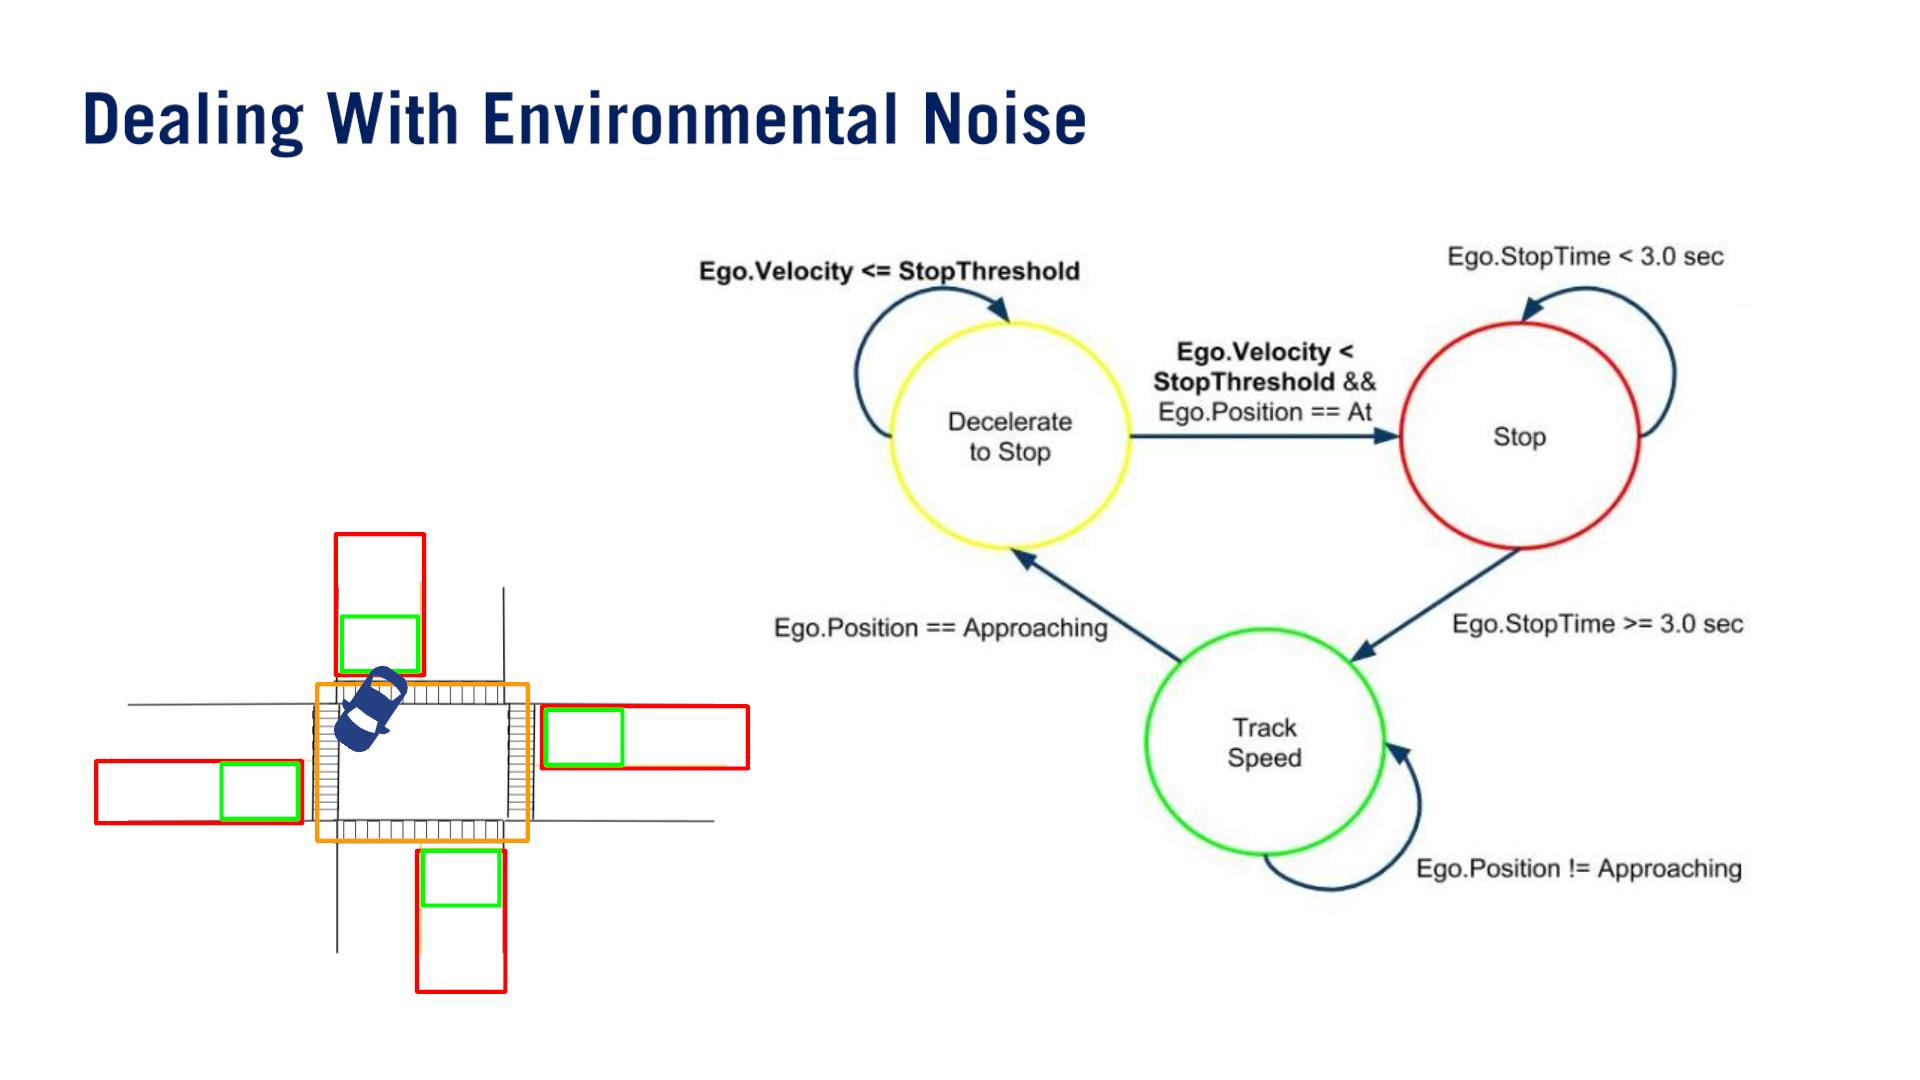 Dealing With Environmental Noise
Ego.Velocity <= StopThreshold
Ego.StopTime < 3.0 sec
Ego.Velocity <
StopThreshold &&
Ego.Position == At
Decelerate
to Stop
Stop
Ego.Position == Approaching
Ego.StopTime >= 3.0 sec
Track
Speed
Ego.Position != Approaching